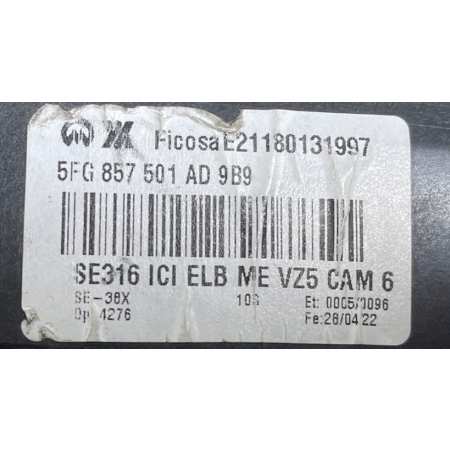 Ficosa E21180131997
5FG 857 501 AD 9B9
SE316 ICI ELB ME VZ5 CAM 6
SE-38X 10S Et: 0005/0096
Op 4276 Fe:28/04/22